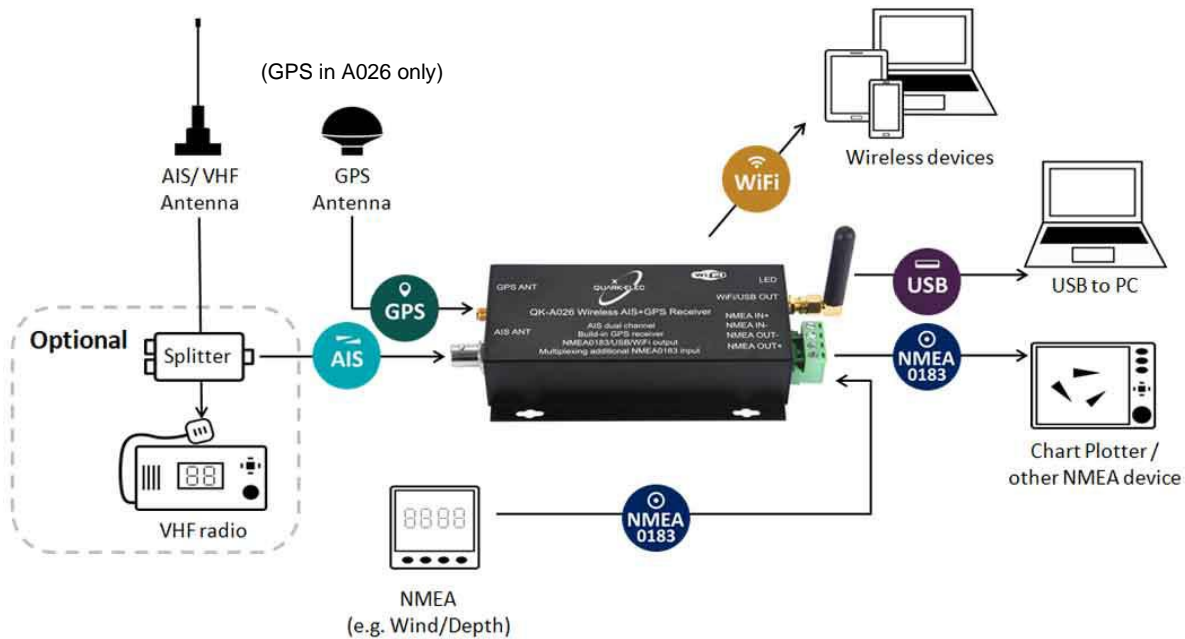 (GPS in A026 only)
AIS/ VHF
Antenna
GPS
Antenna
WiFi
Wireless devices
GPS ANT
QUARK-ELEC
WiFi
LED
WiFi/USB OUT
QK-A026 Wireless AIS+GPS Receiver
NMEA IN+
AIS ANT
AIS dual channel
NMEA IN-
Build-in GPS receiver
NMEA OUT-
NMEA0183/USB/WiFi output
NMEA OUT+
Multiplexing additional NMEA0183 input
USB
USB to PC
GPS
Optional
Splitter
AIS
NMEA
0183
Chart Plotter /
other NMEA device
88
VHF radio
8888
NMEA
0183
NMEA
(e.g. Wind/Depth)